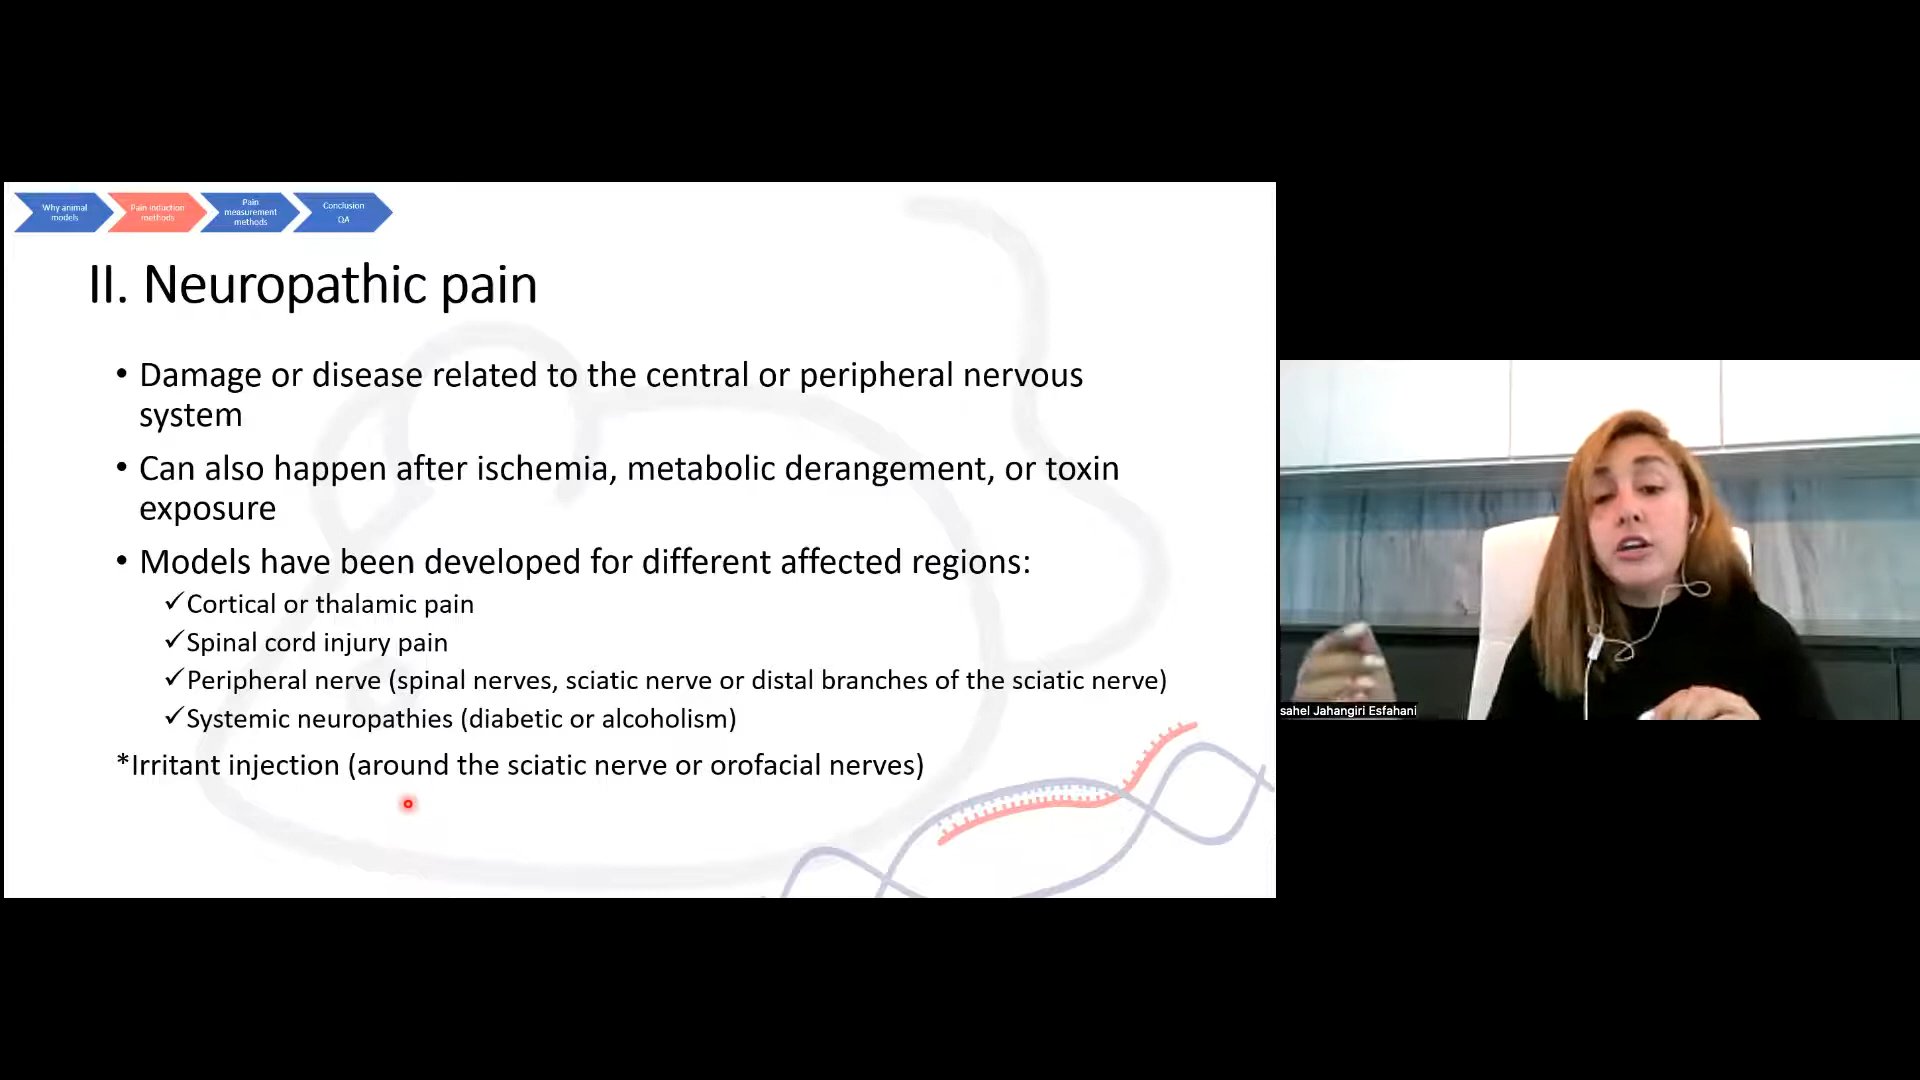 Why animal
models
Pain induction
methods
Pain
measurement
methods
Conclusion
QA
II. Neuropathic pain
• Damage or disease related to the central or peripheral nervous
system
• Can also happen after ischemia, metabolic derangement, or toxin
exposure
• Models have been developed for different affected regions:
✓Cortical or thalamic pain
✓Spinal cord injury pain
✓Peripheral nerve (spinal nerves, sciatic nerve or distal branches of the sciatic nerve)
✓Systemic neuropathies (diabetic or alcoholism)
*Irritant injection (around the sciatic nerve or orofacial nerves)
sahel Jahangiri Esfahani